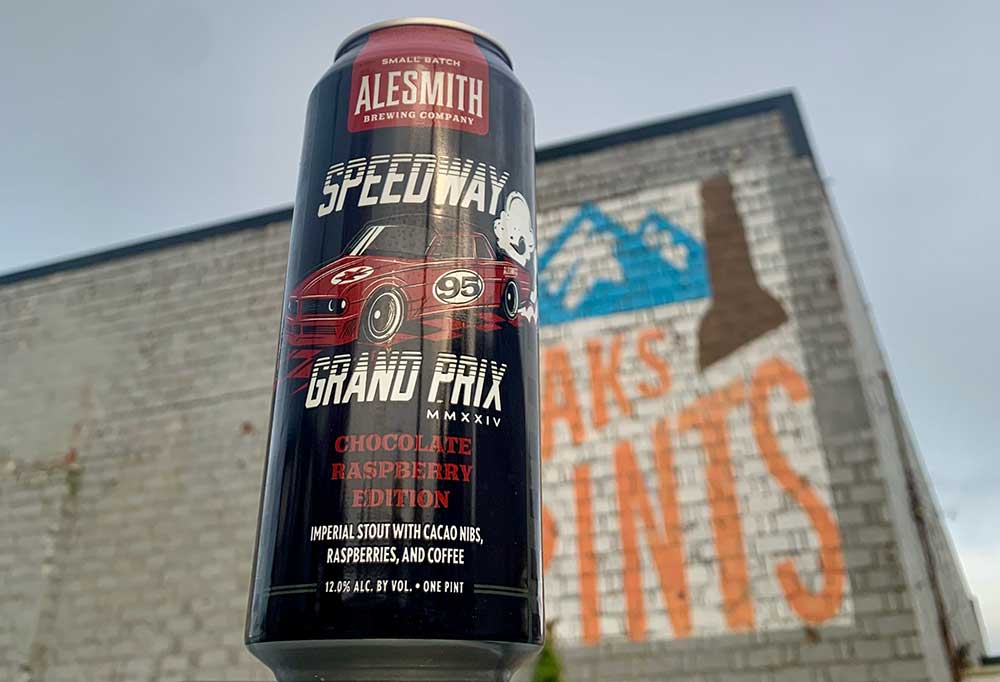 SMALL BATCH
ALESMITH
BREWING COMPANY
SPEEDWAY
ALESMITH
95
GRAND PRIX
MMXXIV
CHOCOLATE
RASPBERRY
EDITION
IMPERIAL STOUT WITH CACAO NIBS,
RASPBERRIES, AND COFFEE
12.0% ALC. BY VOL. • ONE PINT
AKS
INTS